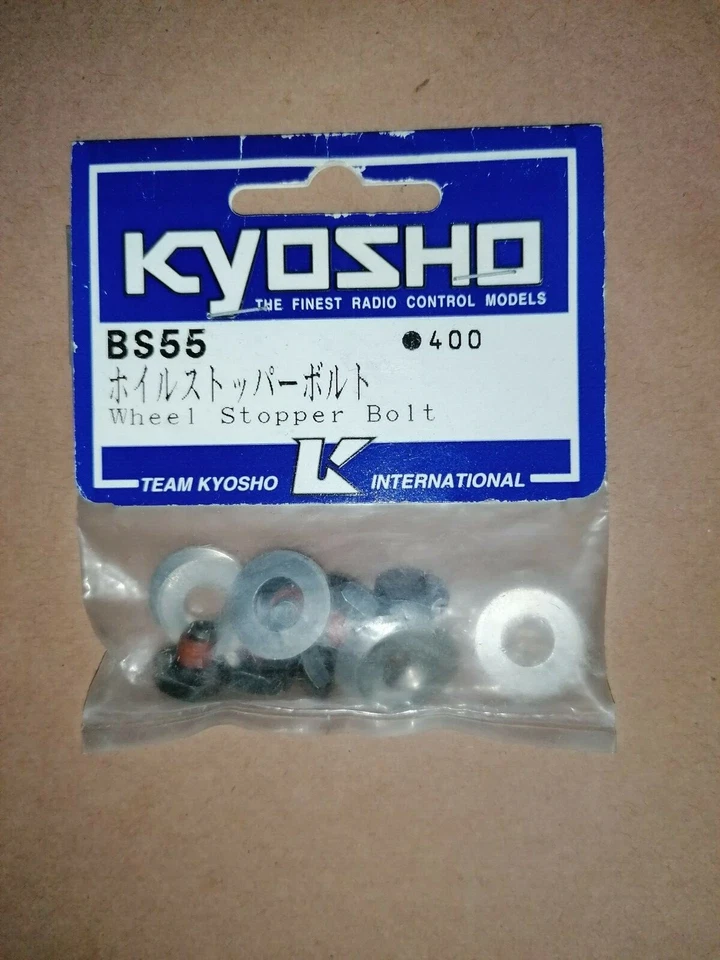 KYOSHO
THE FINEST RADIO CONTROL MODELS
BS55 ●400
ホイルストッパーボルト
Wheel Stopper Bolt
TEAM KYOSHO K INTERNATIONAL